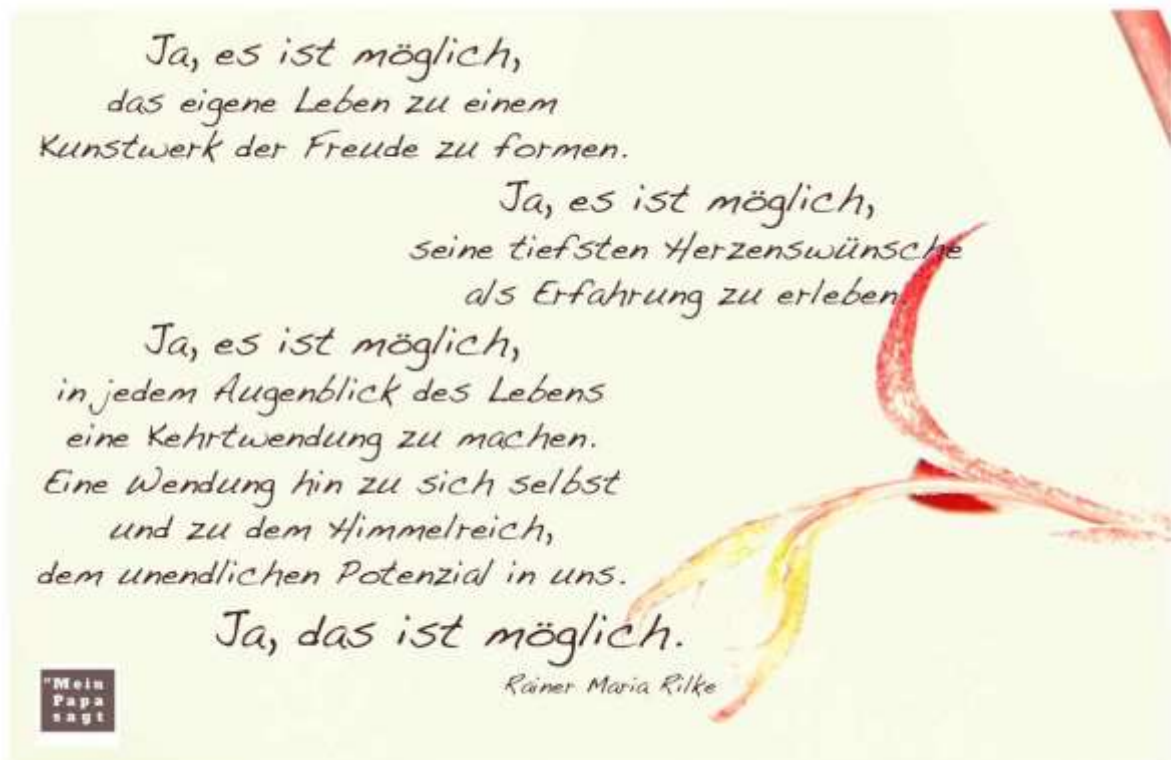 Ja, es ist möglich,
das eigene Leben zu einem
Kunstwerk der Freude zu formen.
Ja, es ist möglich,
seine tiefsten Herzenswünsche
als Erfahrung zu erleben.
Ja, es ist möglich,
in jedem Augenblick des Lebens
eine Kehrtwendung zu machen.
Eine Wendung hin zu sich selbst
und zu dem Himmelreich,
dem unendlichen Potenzial in uns.
Ja, das ist möglich.
Rainer Maria Rilke
"Mein
Papa
sagt